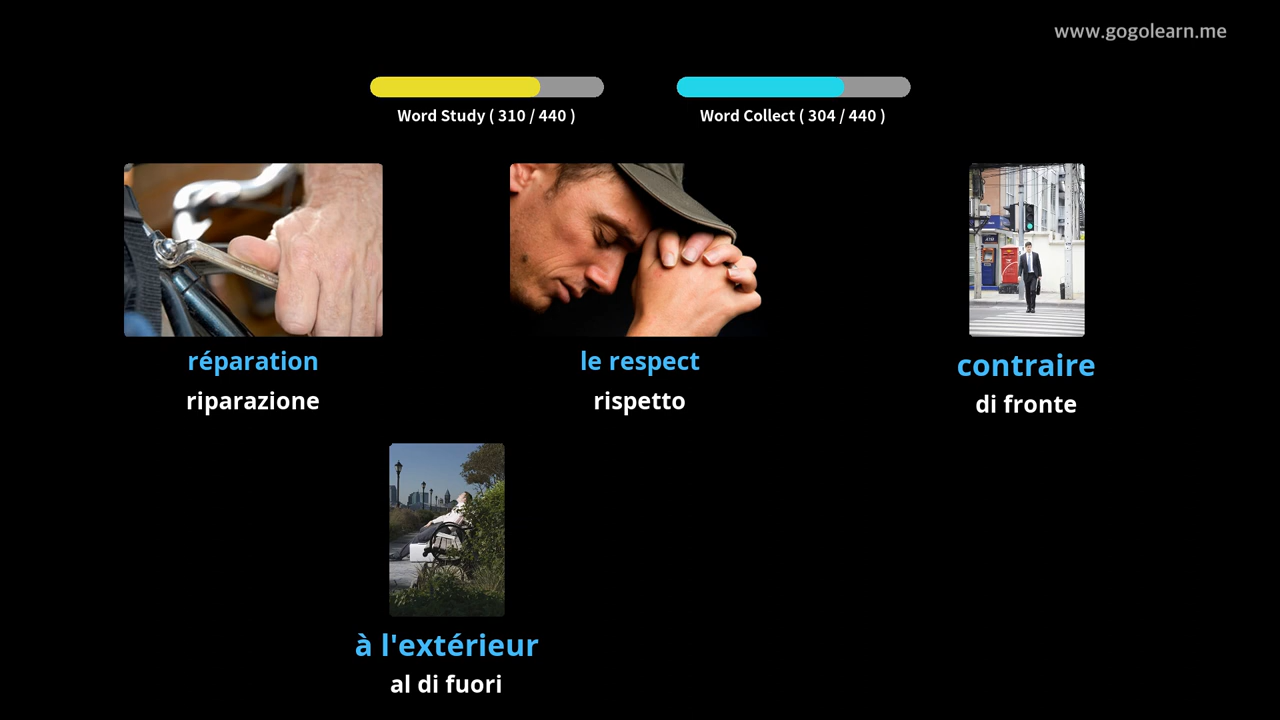 www.gogolearn.me
Word Study ( 310 / 440 )
Word Collect ( 304 / 440 )
réparation
riparazione
le respect
rispetto
contraire
di fronte
à l'extérieur
al di fuori